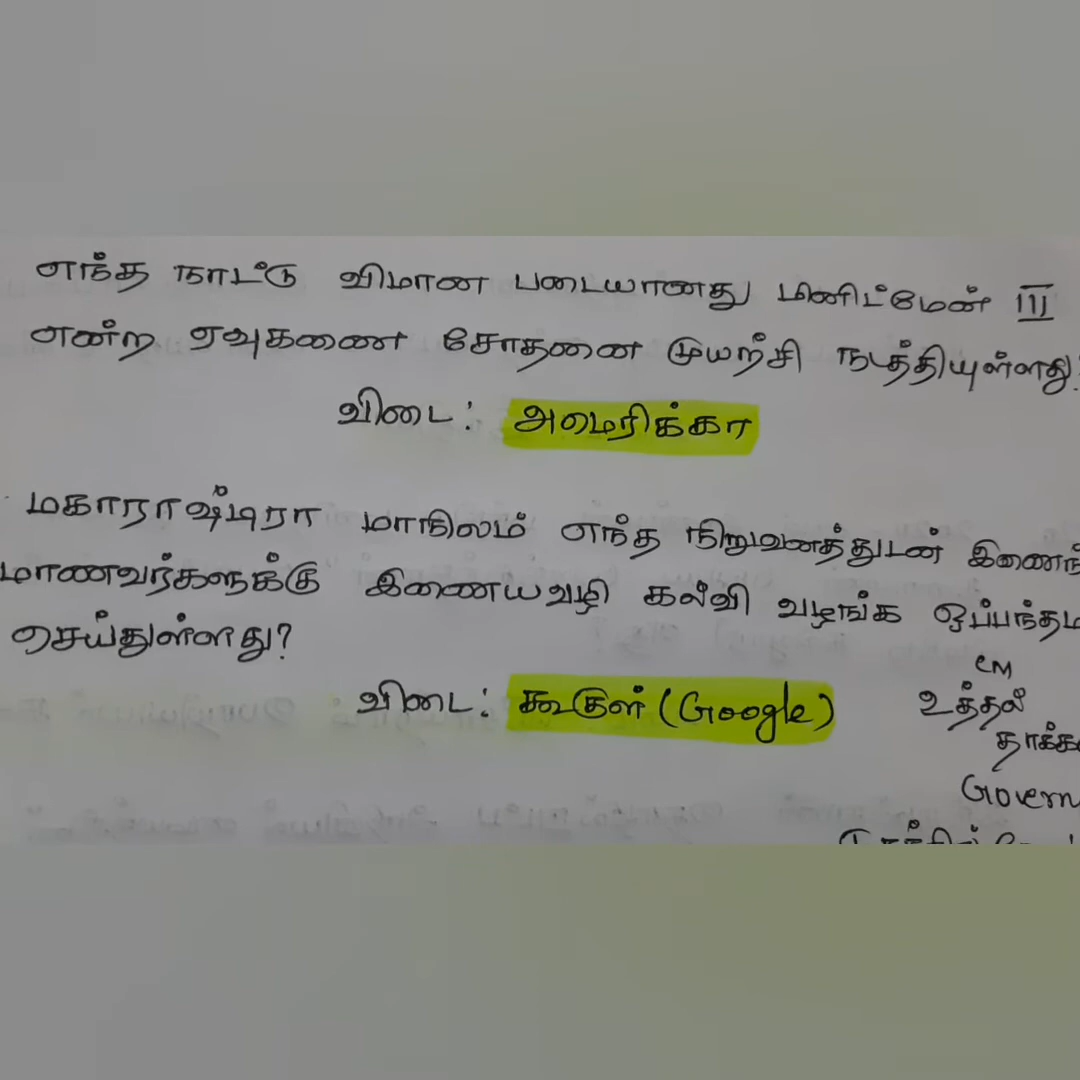 எந்த நாட்டு விமான படையானது மினிட்மேன் III
என்ற ஏவுகணை சோதனை முயற்சி நடத்தியுள்ளது?
விடை: அமெரிக்கா
மகாராஷ்டிரா மாநிலம் எந்த நிறுவனத்துடன் இணைந்
மாணவர்களுக்கு இணையவழி கல்வி வழங்க ஒப்பந்தம
செய்துள்ளது?
விடை: கூகுள் (Google)
CM
உத்தவ்
தாக்க
Govern